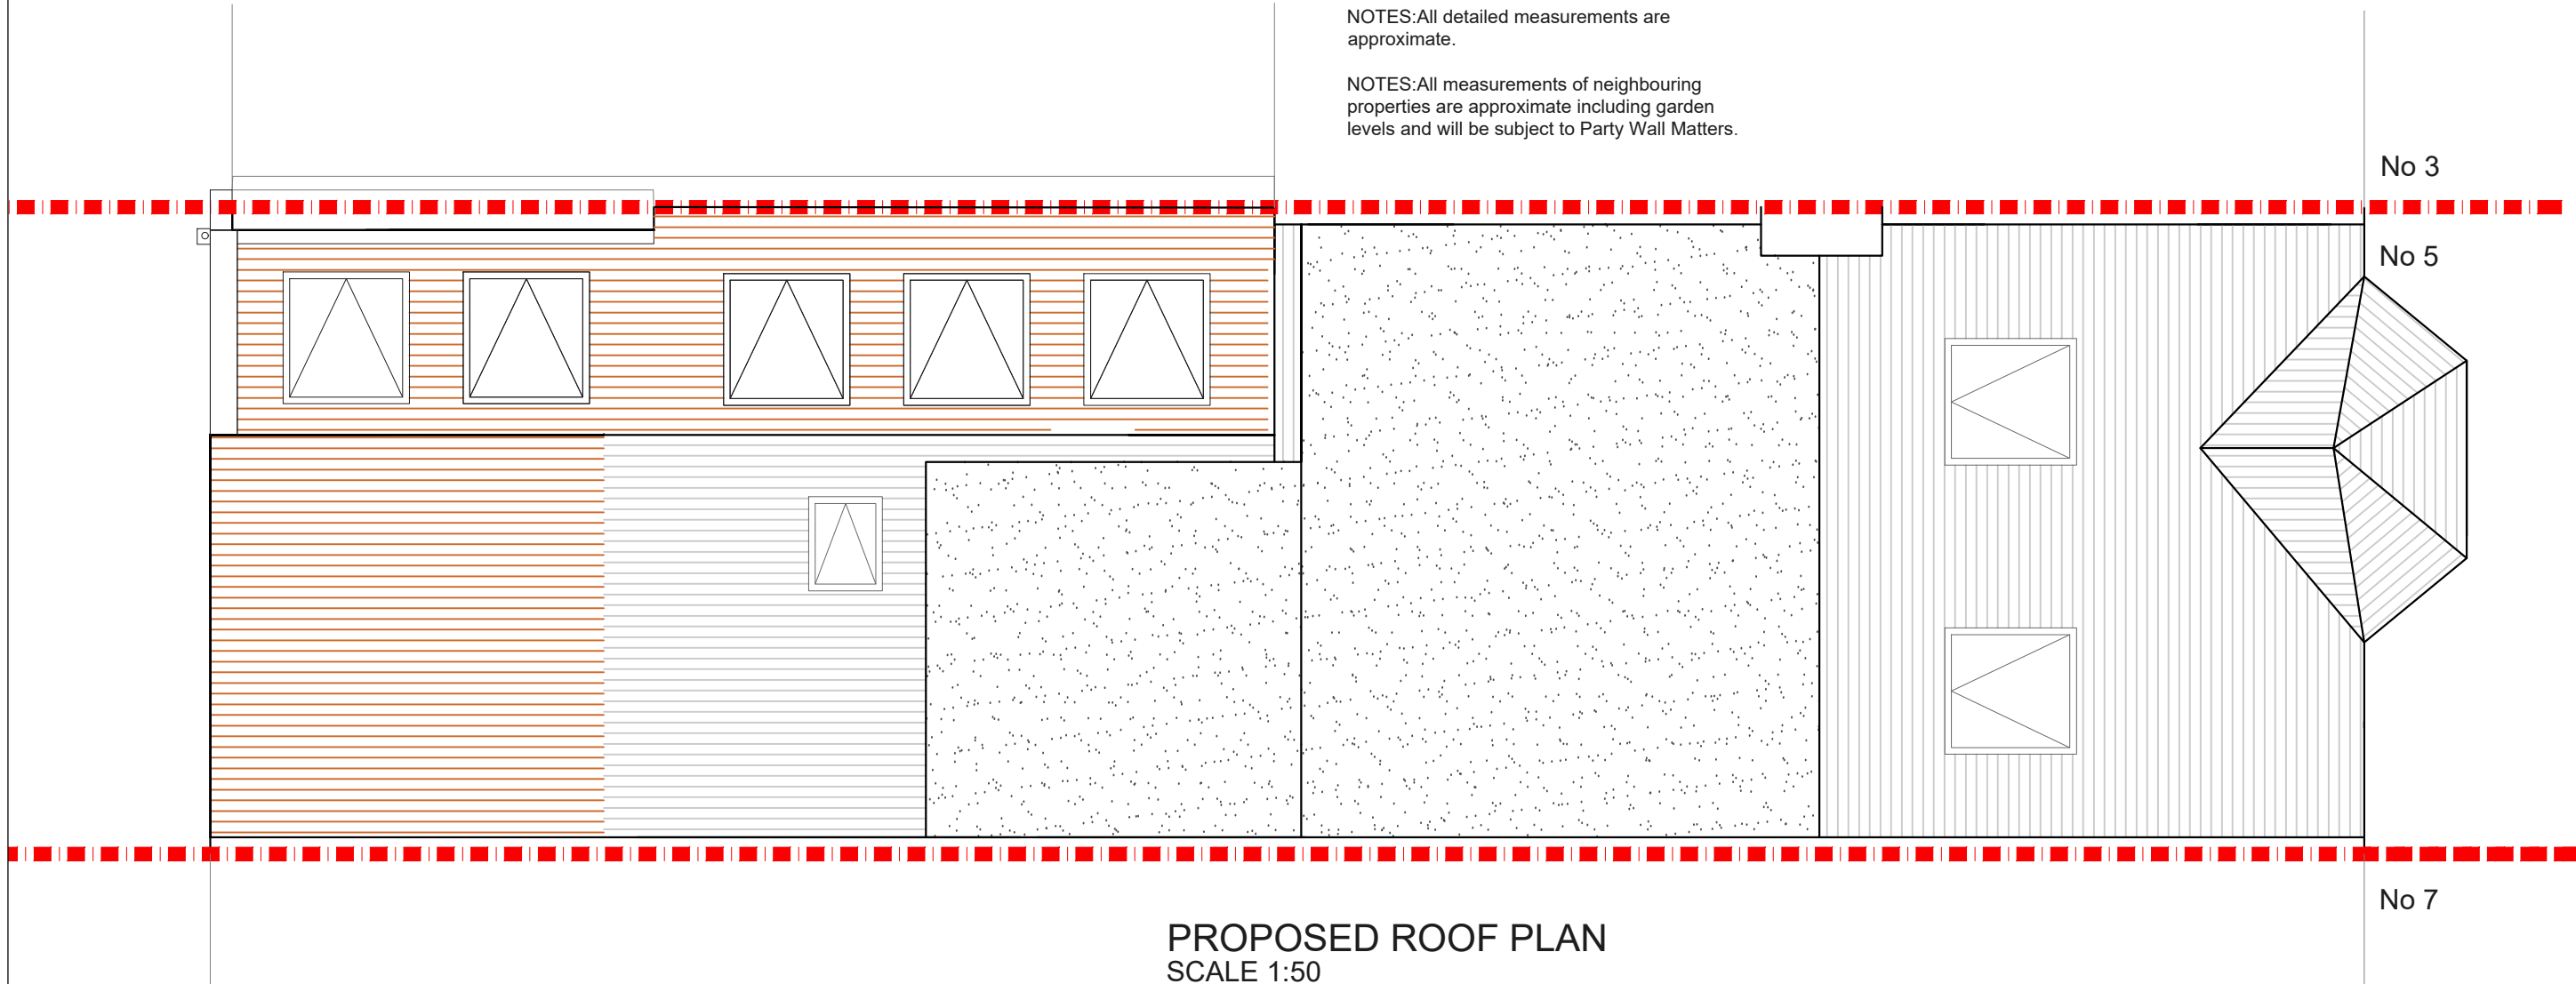 NOTES:All detailed measurements are
approximate.
NOTES:All measurements of neighbouring
properties are approximate including garden
levels and will be subject to Party Wall Matters.
No 3
No 5
No 7
PROPOSED ROOF PLAN
SCALE 1:50